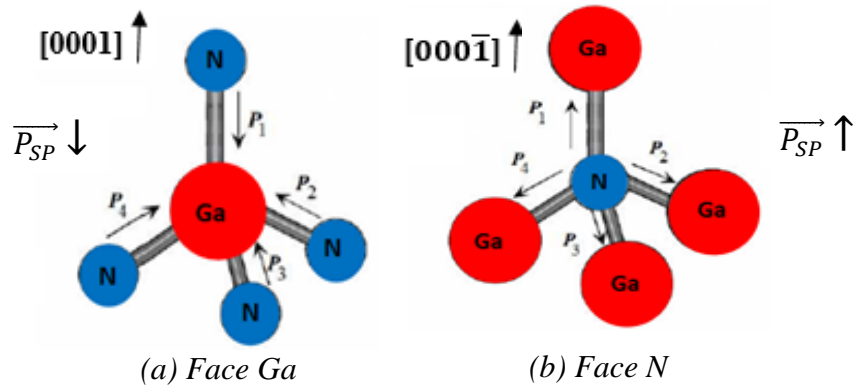 [0001]
N
P₁
P_SP ↓
P₄
Ga
P₂
N
P₃
N
N
(a) Face Ga
[0001̅]
Ga
P₁
P₄
P₂
P_SP ↑
N
Ga
P₃
Ga
Ga
(b) Face N